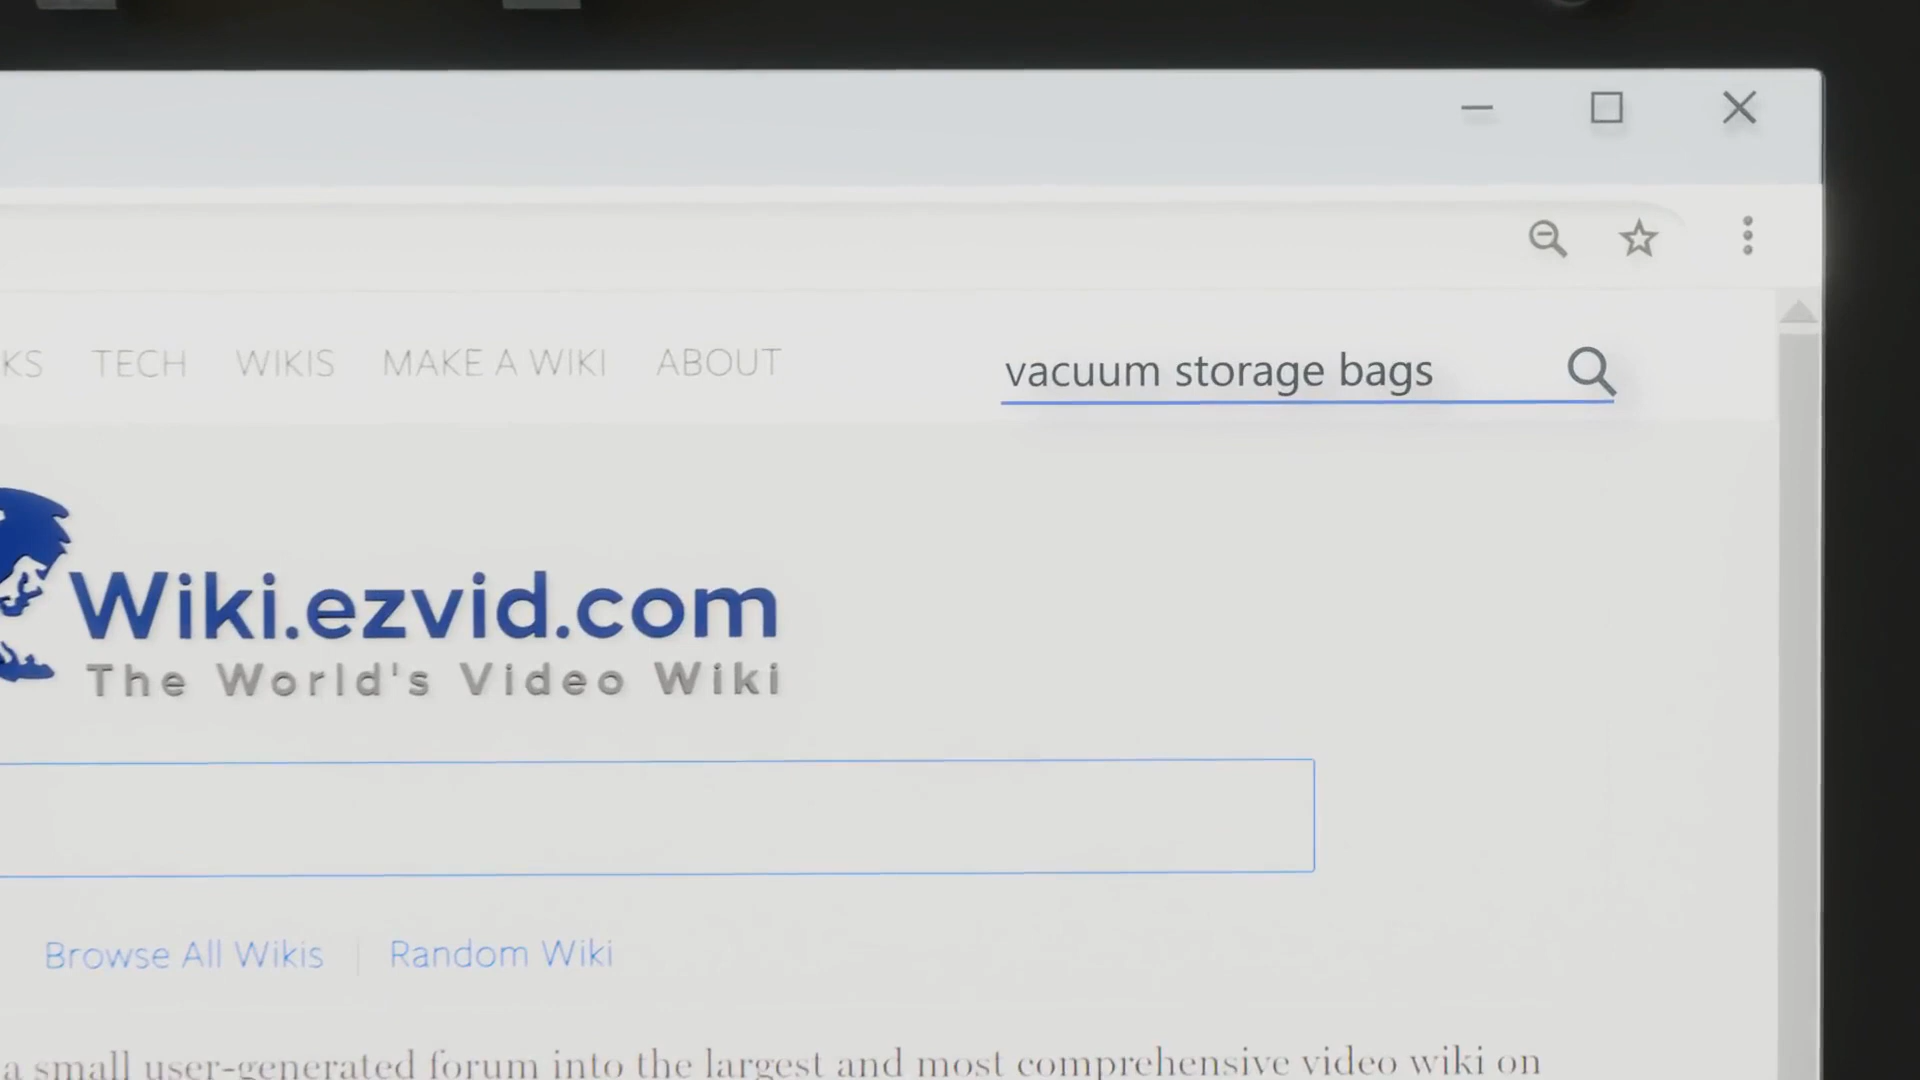 KS TECH WIKIS MAKE A WIKI ABOUT
vacuum storage bags
Wiki.ezvid.com
The World's Video Wiki
Browse All Wikis | Random Wiki
a small user-generated forum into the largest and most comprehensive video wiki on